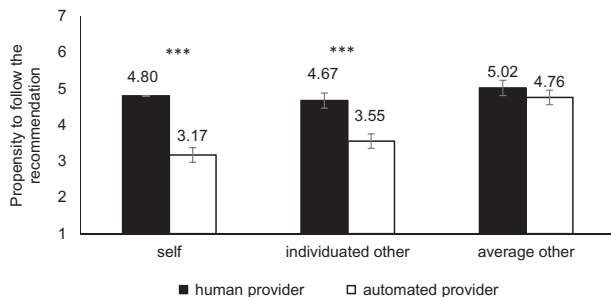 Propensity to follow the
recommendation
7
6
5
4
3
2
1
***
***
4.80
3.17
4.67
3.55
5.02
4.76
self
individuated other
average other
human provider
automated provider